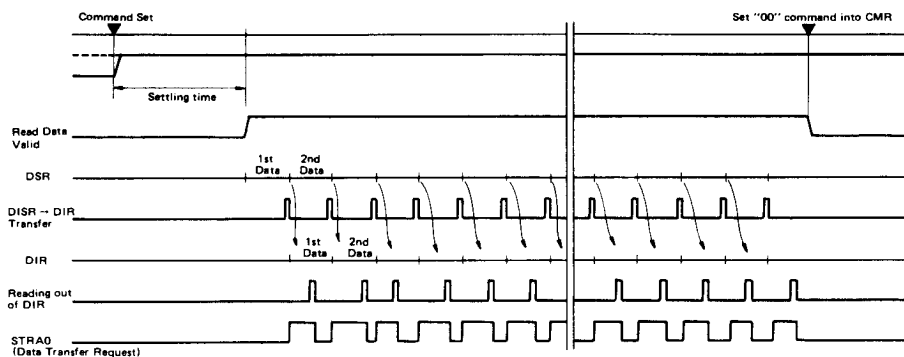 Command Set
Set "00" command into CMR
Settling time
Read Data
Valid
1st
Data
2nd
Data
DSR
DISR → DIR
Transfer
1st
Data
2nd
Data
DIR
Reading out
of DIR
STRA0
(Data Transfer Request)